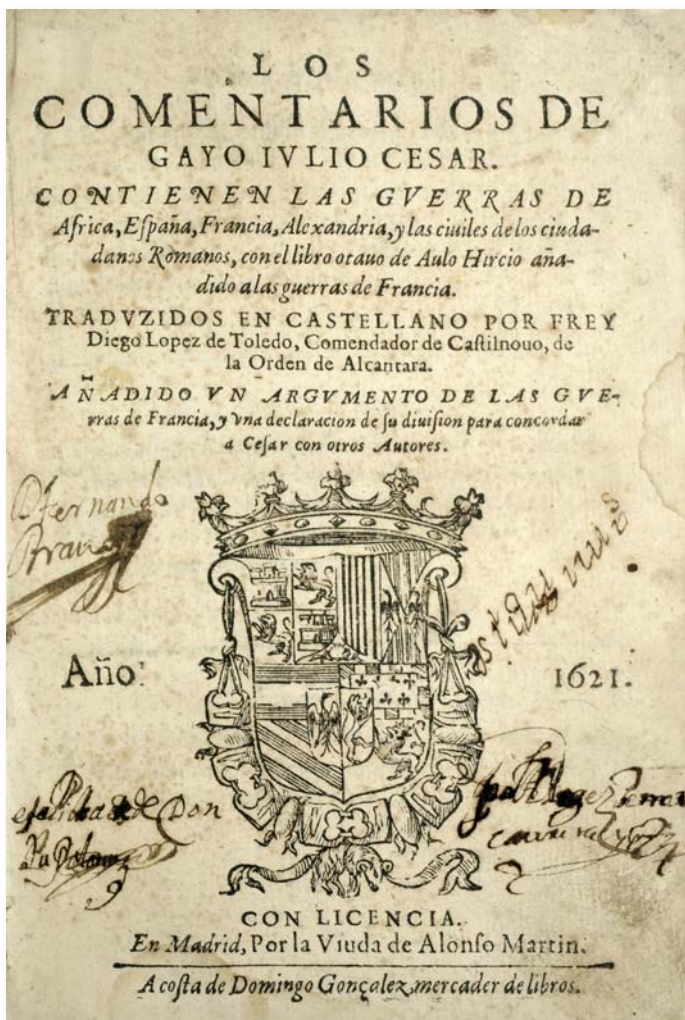 LOS
COMENTARIOS DE
GAYO IVLIO CESAR.
CONTIENEN LAS GVERRAS DE
Africa, Eſpaña, Francia, Alexandria, y las ciuiles de los ciuda-
danos Romanos, con el libro otauo de Aulo Hircio aña-
dido a las guerras de Francia.
TRADVZIDOS EN CASTELLANO POR FREY
Diego Lopez de Toledo, Comendador de Caſtilnouo, de
la Orden de Alcantara.
AÑADIDO VN ARGVMENTO DE LAS GVE-
rras de Francia, y vna declaracion de ſu diuiſion para concordar
a Ceſar con otros Autores.
Fernando
Año 1621.
Don
CON LICENCIA.
En Madrid, Por la Viuda de Alonſo Martin.
A coſta de Domingo Gonçalez, mercader de libros.